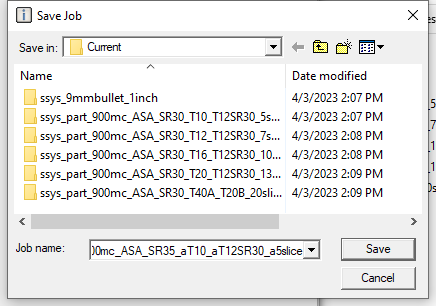 Save Job
Save in: Current
Name Date modified
ssys_9mmbullet_1inch 4/3/2023 2:07 PM
ssys_part_900mc_ASA_SR30_T10_T12SR30_5s... 4/3/2023 2:07 PM
ssys_part_900mc_ASA_SR30_T12_T12SR30_7s... 4/3/2023 2:08 PM
ssys_part_900mc_ASA_SR30_T16_T12SR30_10... 4/3/2023 2:08 PM
ssys_part_900mc_ASA_SR30_T20_T12SR30_13... 4/3/2023 2:09 PM
ssys_part_900mc_ASA_SR30_T40A_T20B_20sli... 4/3/2023 2:09 PM
Job name: 00mc_ASA_SR35_aT10_aT12SR30_a5slice Save
Cancel